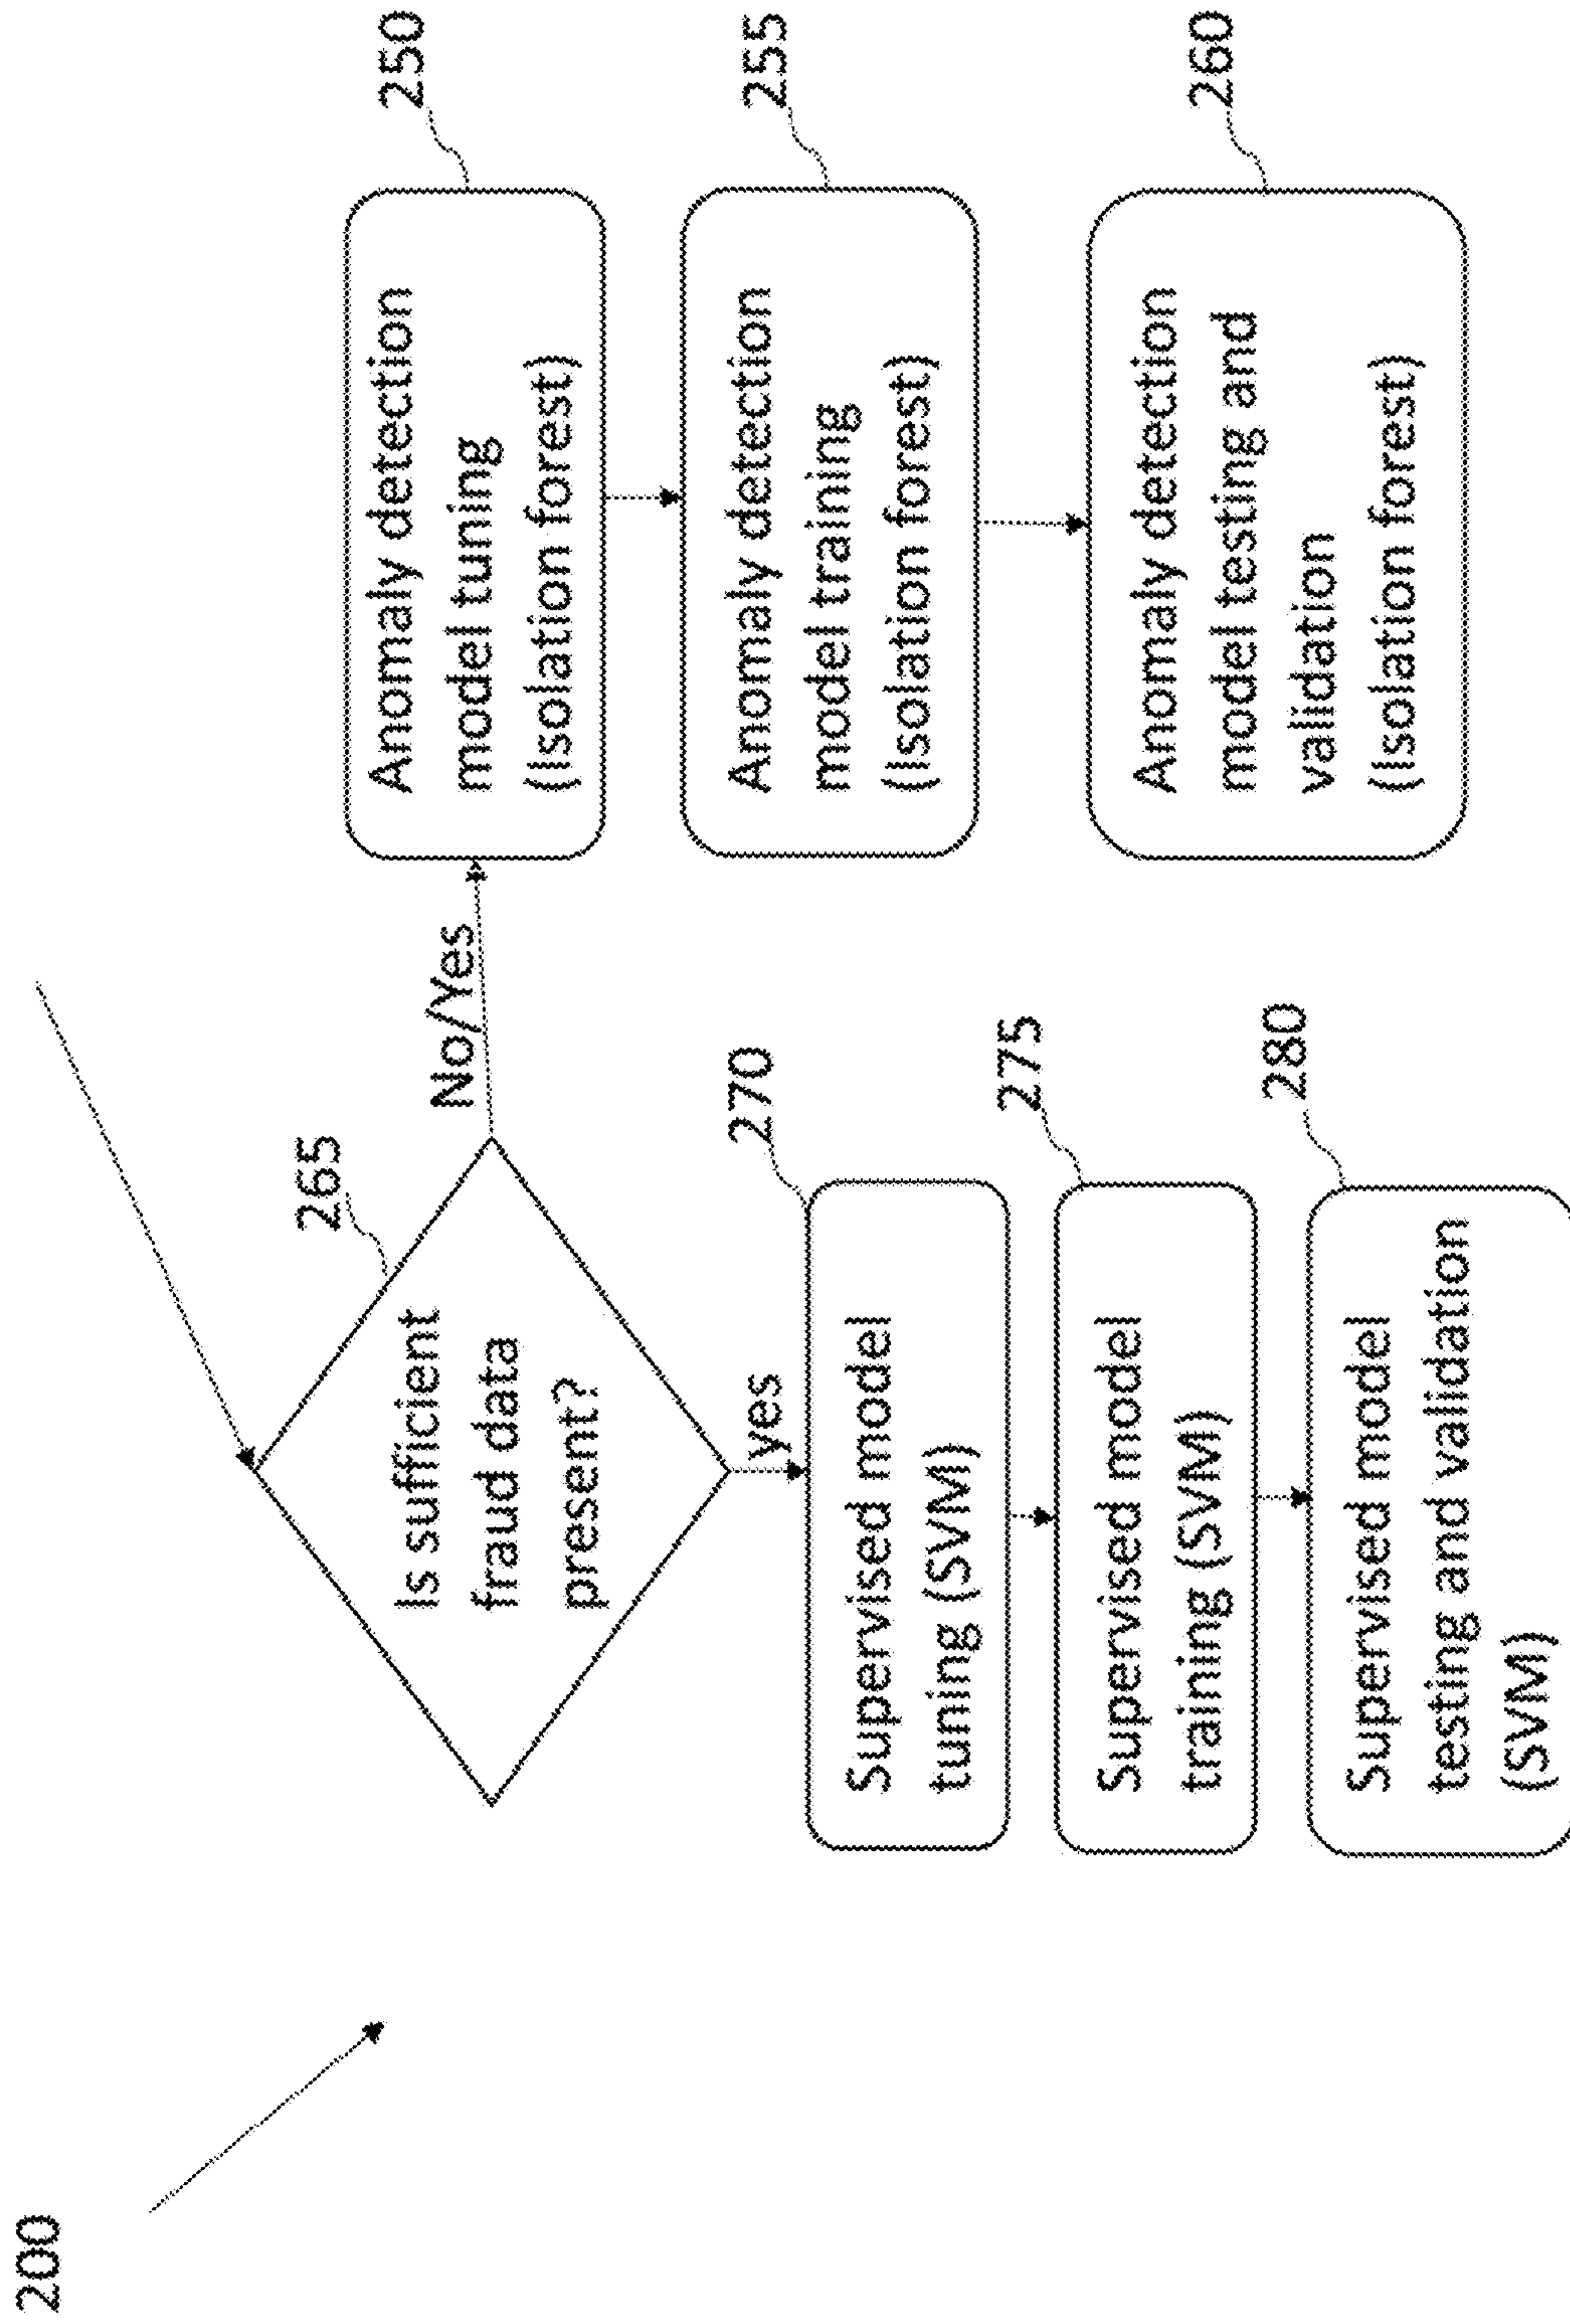 200
265
Is sufficient
fraud data
present?
No/Yes
yes
250
Anomaly detection
model tuning
(Isolation forest)
255
Anomaly detection
model training
(Isolation forest)
260
Anomaly detection
model testing and
validation
(Isolation forest)
270
Supervised model
tuning (SVM)
275
Supervised model
training (SVM)
280
Supervised model
testing and validation
(SVM)